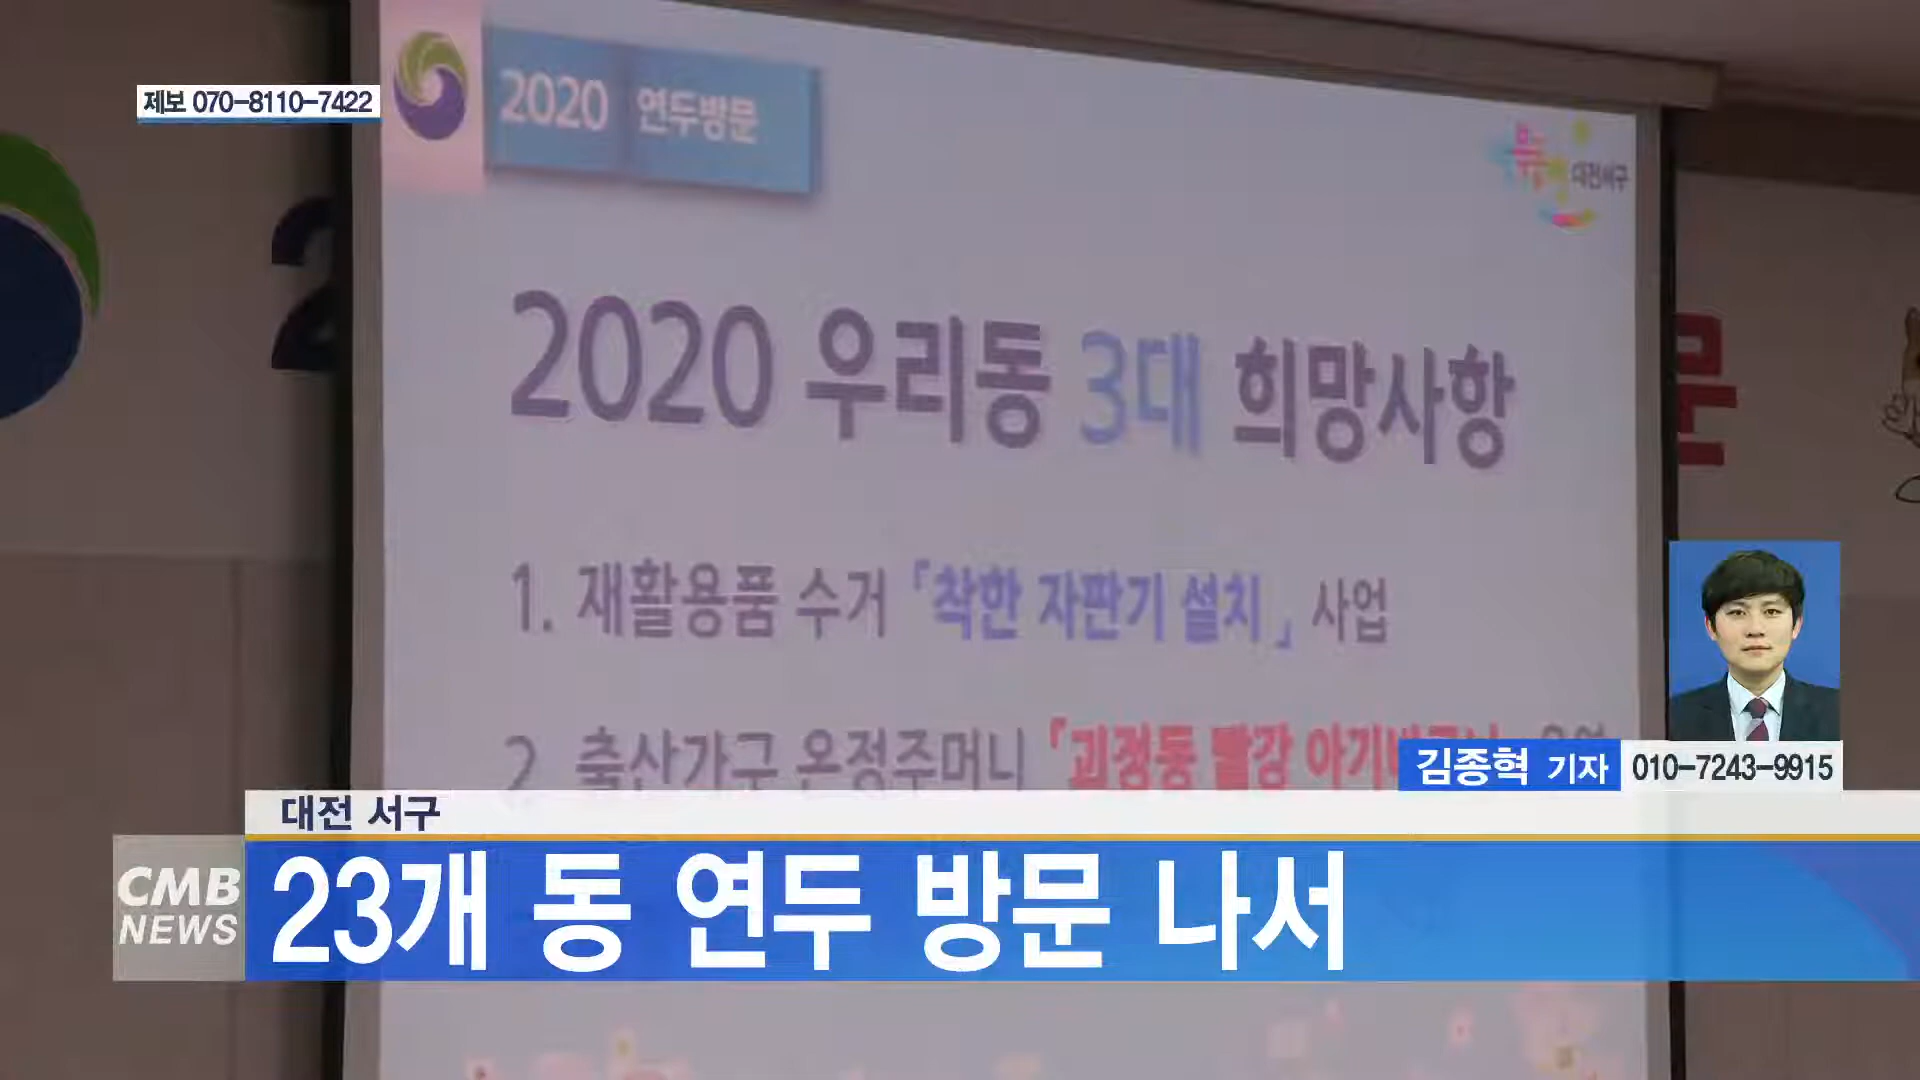 제보 070-8110-7422
2020 연두방문
대전서구
2020 우리동 3대 희망사항
1. 재활용품 수거 「착한 자판기 설치」 사업
2. 출산가구 온정주머니 「괴정동 빨강 아기
김종혁 기자 010-7243-9915
대전 서구
CMB NEWS
23개 동 연두 방문 나서